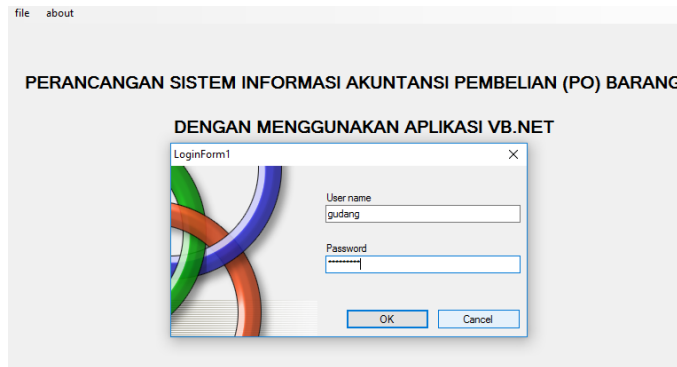 file about
PERANCANGAN SISTEM INFORMASI AKUNTANSI PEMBELIAN (PO) BARANG
DENGAN MENGGUNAKAN APLIKASI VB.NET
LoginForm1
User name
gudang
Password
*********
OK Cancel